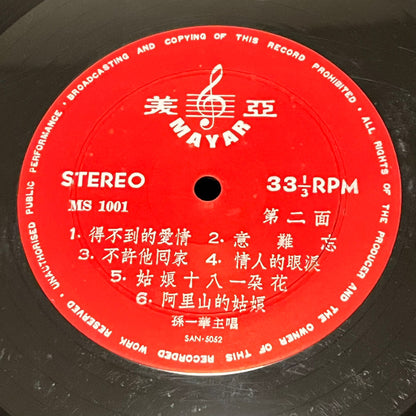 • BROADCASTING AND COPYING OF THIS RECORD PROHIBITED • ALL RIGHTS OF THE PRODUCER AND THE OWNER OF THIS RECORDED WORK RESERVED • UNAUTHORISED PUBLIC PERFORMANCE •
美亞
MAYAR
STEREO 33⅓RPM
MS 1001 第二面
1. 得不到的愛情 2. 意難忘
3. 不許他回家 4. 情人的眼淚
5. 姑娘十八一朵花
6. 阿里山的姑娘
孫一華主唱
SAN-5052